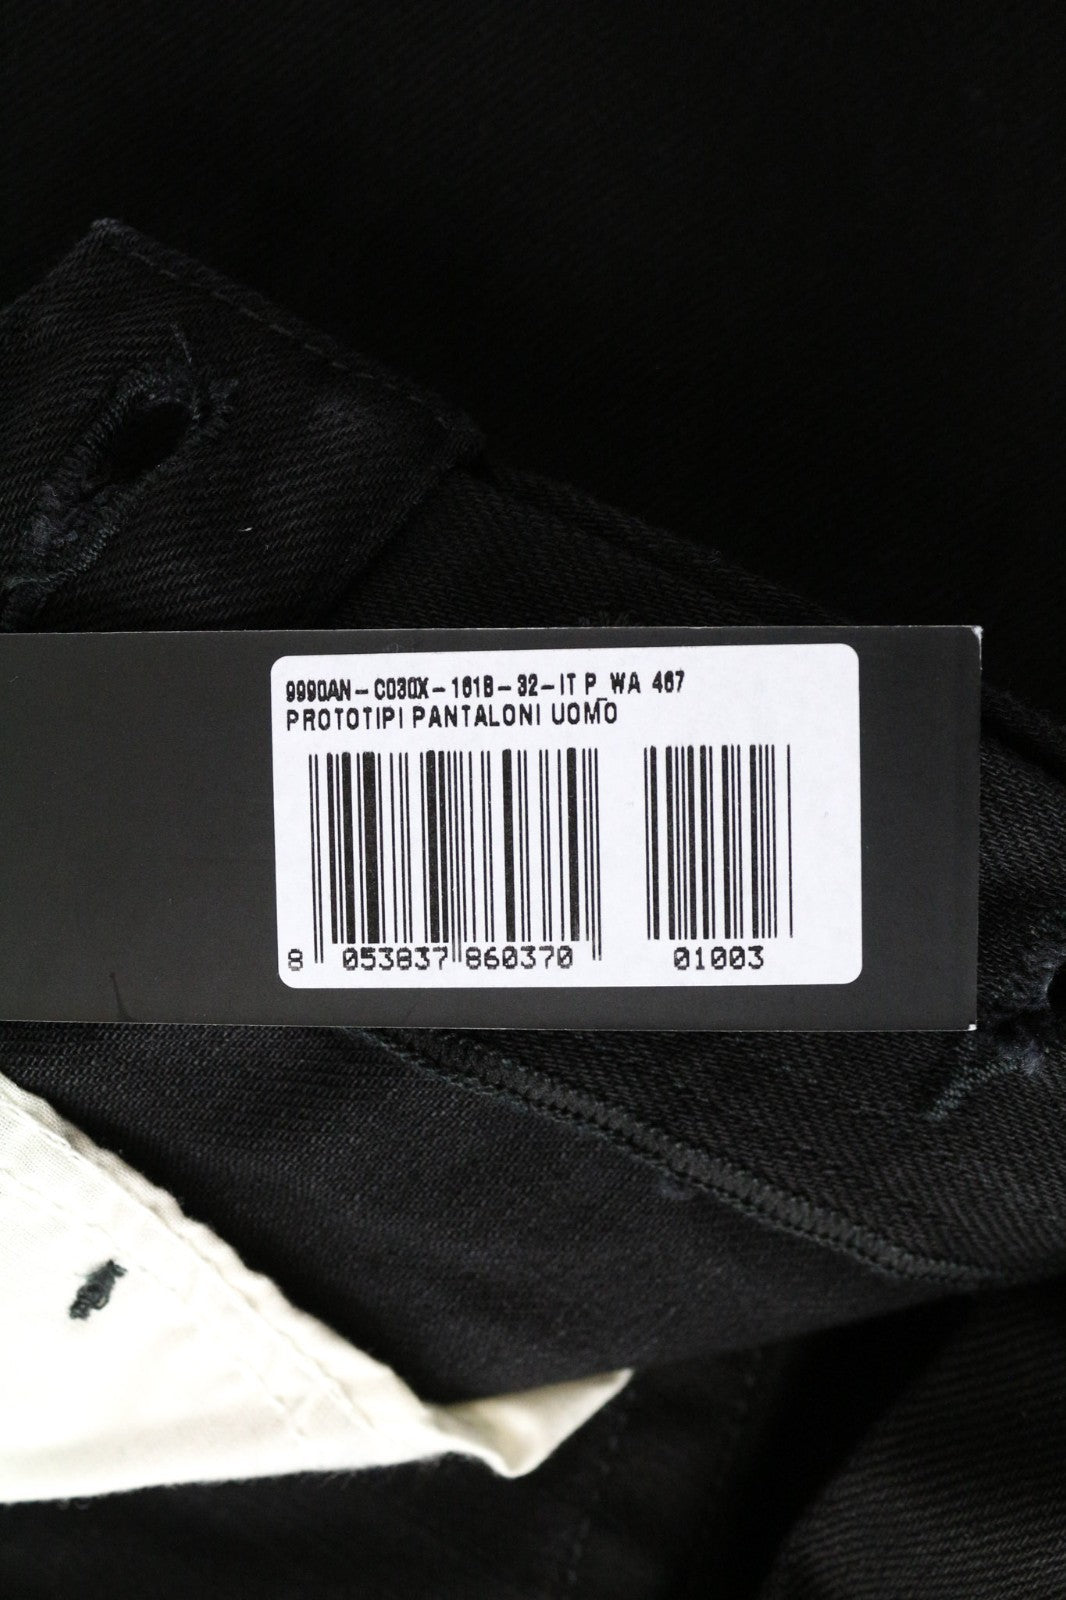 9990AN-C030X-161B-32-IT P_WA 467
PROTOTIPI PANTALONI UOMO
8 053837 860370 01003